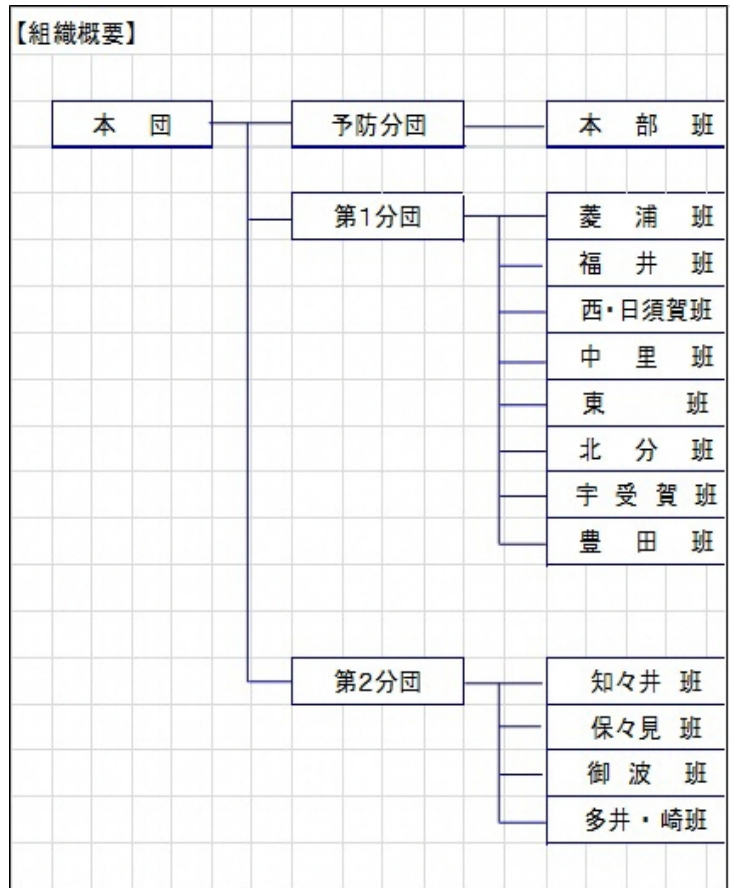 【組織概要】
本団 予防分団 本部班
第1分団 菱浦班
福井班
西・日須賀班
中里班
東班
北分班
宇受賀班
豊田班
第2分団 知々井班
保々見班
御波班
多井・崎班